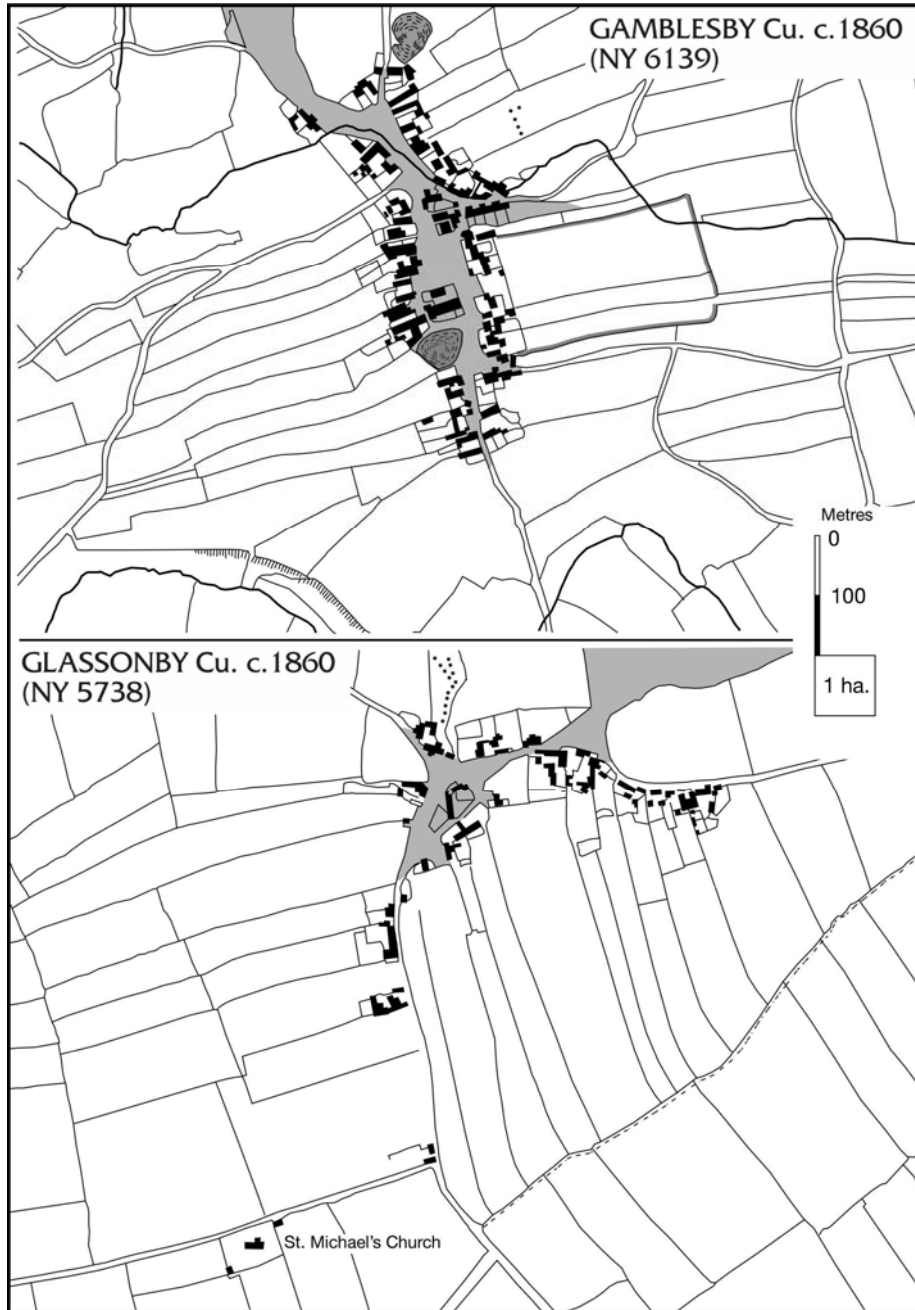 GAMBLESBY Cu. c.1860
(NY 6139)
Metres
0
100
1 ha.
GLASSONBY Cu. c.1860
(NY 5738)
St. Michael's Church